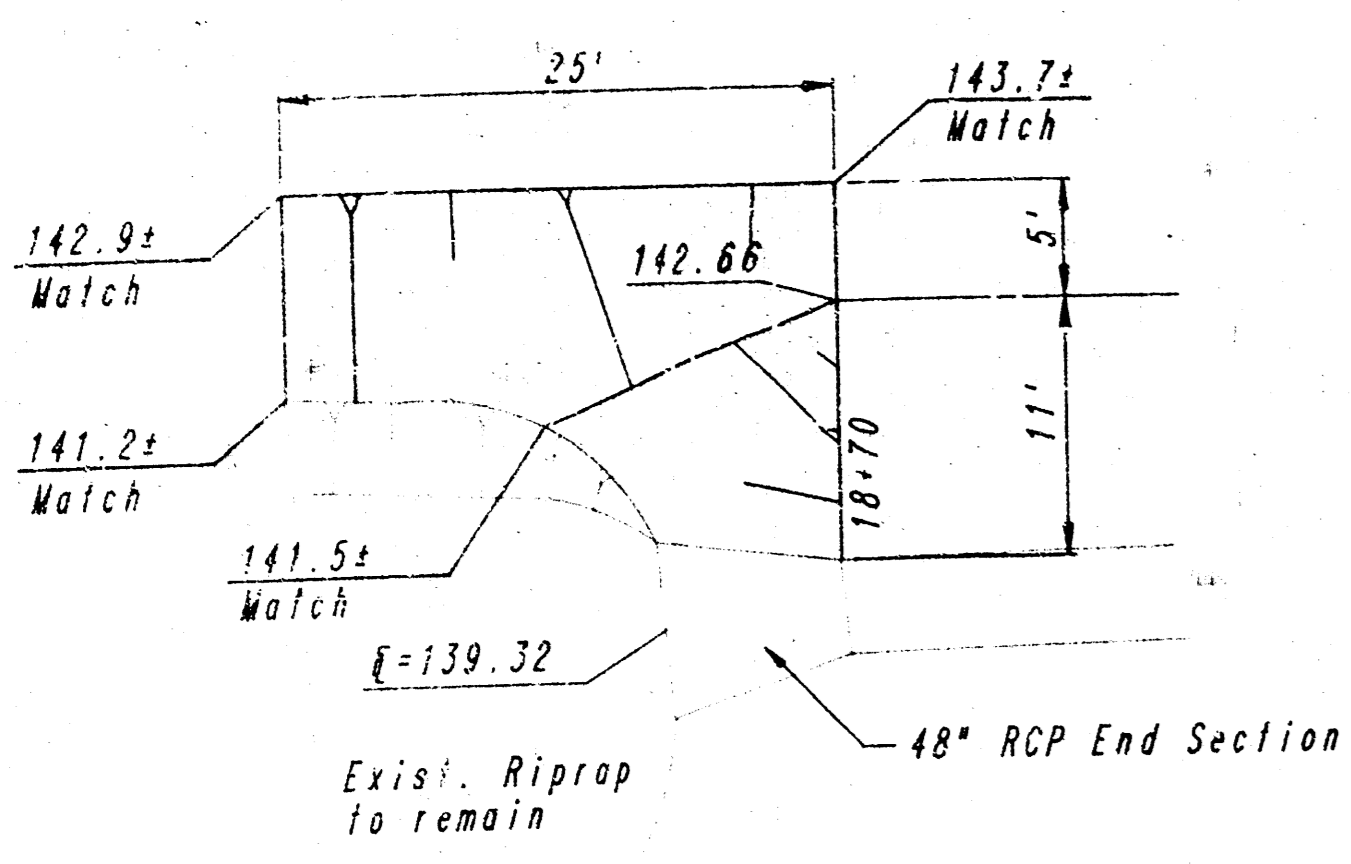 25'
143.7±
Match
142.9±
Match
142.66
5'
11'
18+70
141.2±
Match
141.5±
Match
℄=139.32
48" RCP End Section
Exist. Riprap
to remain